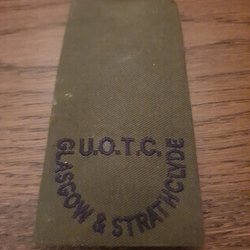 U.O.T.C.
GLASGOW & STRATHCLYDE